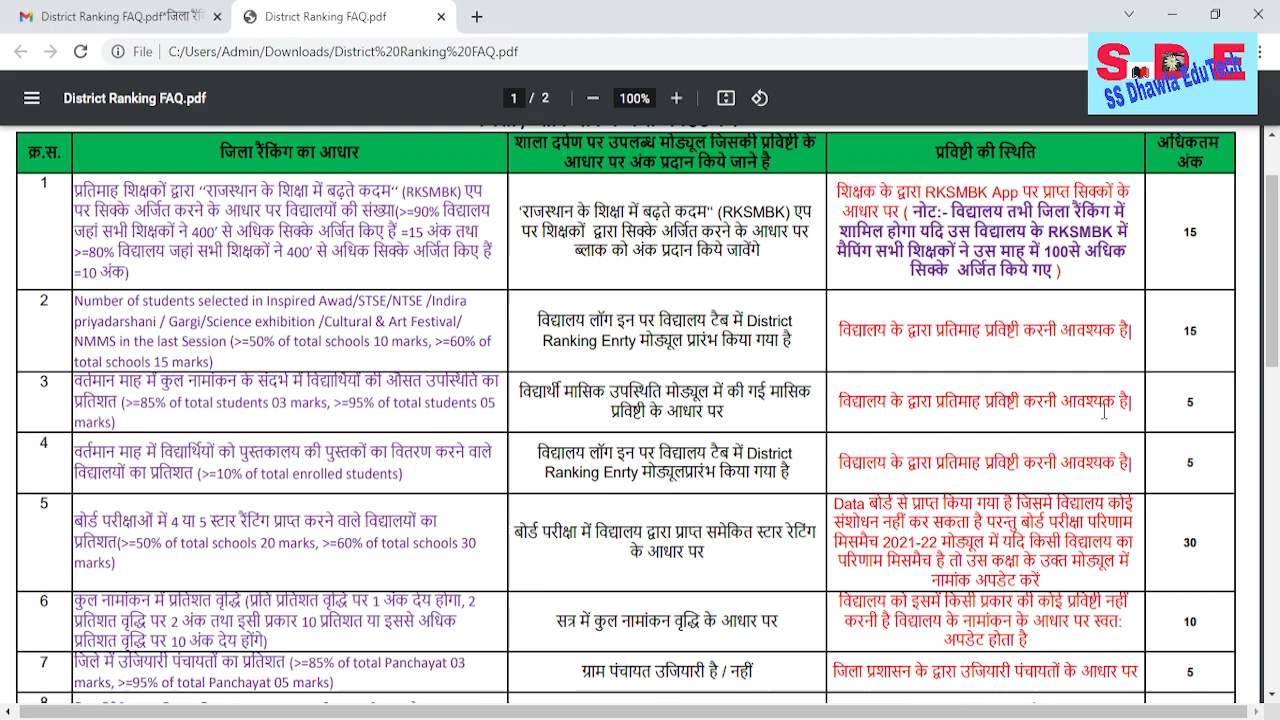 District Ranking FAQ.pdf"जिला रैंकि
District Ranking FAQ.pdf
File
C:/Users/Admin/Downloads/District%20Ranking%20FAQ.pdf
S D E
SS Dhawla EduTech
District Ranking FAQ.pdf
1 / 2
100%
क्र.स.
जिला रैंकिंग का आधार
शाला दर्पण पर उपलब्ध मोड्यूल जिसकी प्रविष्टी के
आधार पर अंक प्रदान किये जाने है
प्रविष्टी की स्थिति
अधिकतम
अंक
1
प्रतिमाह शिक्षकों द्वारा ''राजस्थान के शिक्षा में बढ़ते कदम'' (RKSMBK) एप
पर सिक्के अर्जित करने के आधार पर विद्यालयों की संख्या(>=90% विद्यालय
जहां सभी शिक्षकों ने 400' से अधिक सिक्के अर्जित किए हैं =15 अंक तथा
>=80% विद्यालय जहां सभी शिक्षकों ने 400' से अधिक सिक्के अर्जित किए हैं
=10 अंक)
'राजस्थान के शिक्षा में बढ़ते कदम'' (RKSMBK) एप
पर शिक्षकों द्वारा सिक्के अर्जित करने के आधार पर
ब्लाक को अंक प्रदान किये जावेंगे
शिक्षक के द्वारा RKSMBK App पर प्राप्त सिक्कों के
आधार पर ( नोट:- विद्यालय तभी जिला रैंकिंग में
शामिल होगा यदि उस विद्यालय के RKSMBK में
मैपिंग सभी शिक्षकों ने उस माह में 100से अधिक
सिक्के अर्जित किये गए )
15
2
Number of students selected in Inspired Awad/STSE/NTSE /Indira
priyadarshani / Gargi/Science exhibition /Cultural & Art Festival/
NMMS in the last Session (>=50% of total schools 10 marks, >=60% of
total schools 15 marks)
विद्यालय लॉग इन पर विद्यालय टैब में District
Ranking Enrty मोड्यूल प्रारंभ किया गया है
विद्यालय के द्वारा प्रतिमाह प्रविष्टी करनी आवश्यक है|
15
3
वर्तमान माह में कुल नामांकन के संदर्भ में विद्यार्थियों की औसत उपस्थिति का
प्रतिशत (>=85% of total students 03 marks, >=95% of total students 05
marks)
विद्यार्थी मासिक उपस्थिति मोड्यूल में की गई मासिक
प्रविष्टी के आधार पर
विद्यालय के द्वारा प्रतिमाह प्रविष्टी करनी आवश्यक है|
5
4
वर्तमान माह में विद्यार्थियों को पुस्तकालय की पुस्तकों का वितरण करने वाले
विद्यालयों का प्रतिशत (>=10% of total enrolled students)
विद्यालय लॉग इन पर विद्यालय टैब में District
Ranking Enrty मोड्यूलप्रारंभ किया गया है
विद्यालय के द्वारा प्रतिमाह प्रविष्टी करनी आवश्यक है|
5
5
बोर्ड परीक्षाओं में 4 या 5 स्टार रैंटिंग प्राप्त करने वाले विद्यालयों का
प्रतिशत(>=50% of total schools 20 marks, >=60% of total schools 30
marks)
बोर्ड परीक्षा में विद्यालय द्वारा प्राप्त समेकित स्टार रेटिंग
के आधार पर
Data बोर्ड से प्राप्त किया गया है जिसमे विद्यालय कोई
संशोधन नहीं कर सकता है परन्तु बोर्ड परीक्षा परिणाम
मिसमैच 2021-22 मोड्यूल में यदि किसी विद्यालय का
परिणाम मिसमैच है तो उस कक्षा के उक्त मोड्यूल में
नामांक अपडेट करें
30
6
कुल नामांकन में प्रतिशत वृद्धि (प्रति प्रतिशत वृद्धि पर 1 अंक देय होगा, 2
प्रतिशत वृद्धि पर 2 अंक तथा इसी प्रकार 10 प्रतिशत या इससे अधिक
प्रतिशत वृद्धि पर 10 अंक देय होंगे)
सत्र में कुल नामांकन वृद्धि के आधार पर
विद्यालय को इसमें किसी प्रकार की कोई प्रविष्टी नहीं
करनी है विद्यालय के नामांकन के आधार पर स्वत:
अपडेट होता है
10
7
जिले में उजियारी पंचायतों का प्रतिशत (>=85% of total Panchayat 03
marks, >=95% of total Panchayat 05 marks)
ग्राम पंचायत उजियारी है / नहीं
जिला प्रशासन के द्वारा उजियारी पंचायतों के आधार पर
5
8